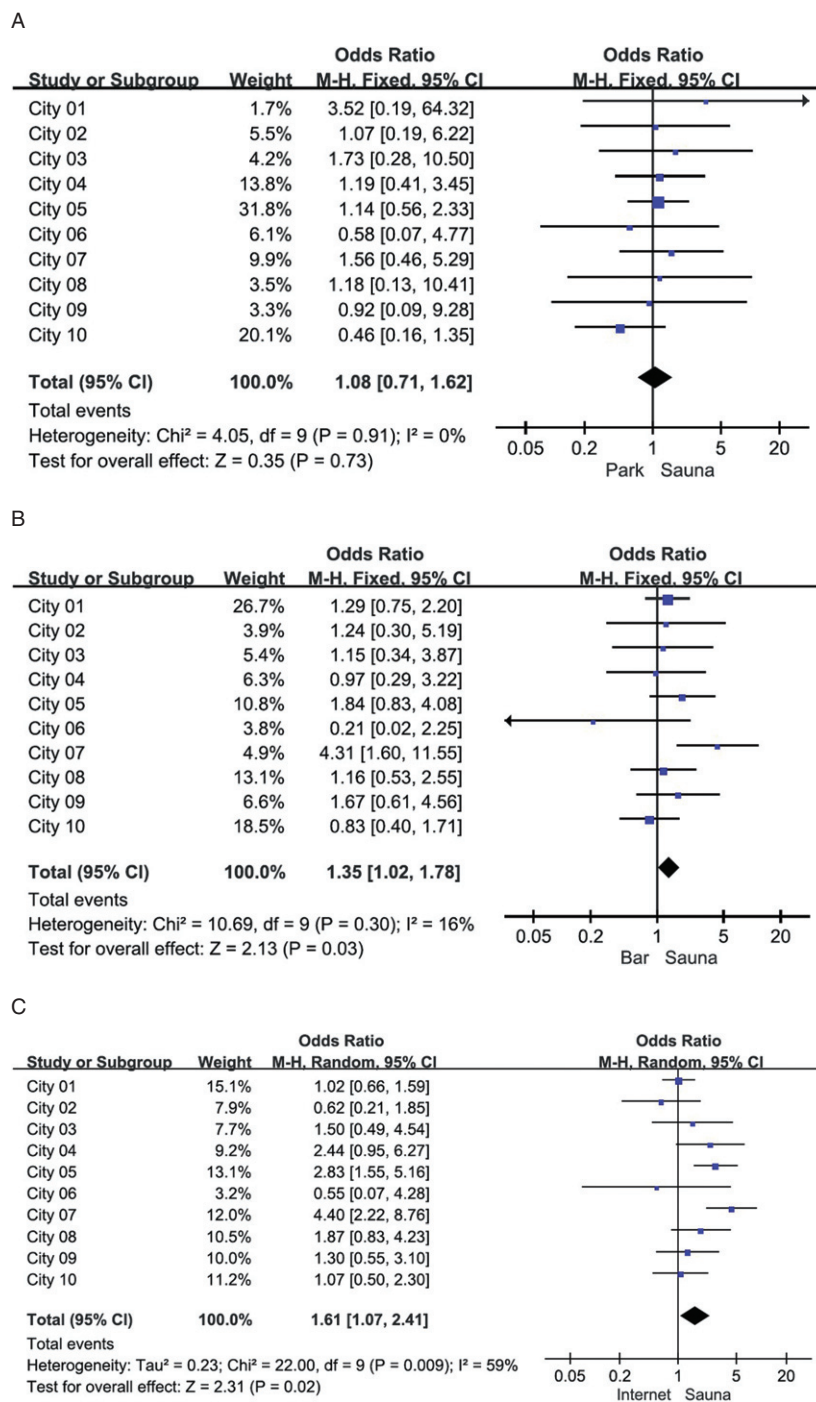 A
Odds Ratio Odds Ratio
Study or Subgroup Weight M-H, Fixed, 95% CI M-H, Fixed, 95% CI
City 01 1.7% 3.52 [0.19, 64.32]
City 02 5.5% 1.07 [0.19, 6.22]
City 03 4.2% 1.73 [0.28, 10.50]
City 04 13.8% 1.19 [0.41, 3.45]
City 05 31.8% 1.14 [0.56, 2.33]
City 06 6.1% 0.58 [0.07, 4.77]
City 07 9.9% 1.56 [0.46, 5.29]
City 08 3.5% 1.18 [0.13, 10.41]
City 09 3.3% 0.92 [0.09, 9.28]
City 10 20.1% 0.46 [0.16, 1.35]
Total (95% CI) 100.0% 1.08 [0.71, 1.62]
Total events
Heterogeneity: Chi² = 4.05, df = 9 (P = 0.91); I² = 0%
Test for overall effect: Z = 0.35 (P = 0.73)
0.05 0.2 1 5 20
Park Sauna
B
Odds Ratio Odds Ratio
Study or Subgroup Weight M-H, Fixed, 95% CI M-H, Fixed, 95% CI
City 01 26.7% 1.29 [0.75, 2.20]
City 02 3.9% 1.24 [0.30, 5.19]
City 03 5.4% 1.15 [0.34, 3.87]
City 04 6.3% 0.97 [0.29, 3.22]
City 05 10.8% 1.84 [0.83, 4.08]
City 06 3.8% 0.21 [0.02, 2.25]
City 07 4.9% 4.31 [1.60, 11.55]
City 08 13.1% 1.16 [0.53, 2.55]
City 09 6.6% 1.67 [0.61, 4.56]
City 10 18.5% 0.83 [0.40, 1.71]
Total (95% CI) 100.0% 1.35 [1.02, 1.78]
Total events
Heterogeneity: Chi² = 10.69, df = 9 (P = 0.30); I² = 16%
Test for overall effect: Z = 2.13 (P = 0.03)
0.05 0.2 1 5 20
Bar Sauna
C
Odds Ratio Odds Ratio
Study or Subgroup Weight M-H, Random, 95% CI M-H, Random, 95% CI
City 01 15.1% 1.02 [0.66, 1.59]
City 02 7.9% 0.62 [0.21, 1.85]
City 03 7.7% 1.50 [0.49, 4.54]
City 04 9.2% 2.44 [0.95, 6.27]
City 05 13.1% 2.83 [1.55, 5.16]
City 06 3.2% 0.55 [0.07, 4.28]
City 07 12.0% 4.40 [2.22, 8.76]
City 08 10.5% 1.87 [0.83, 4.23]
City 09 10.0% 1.30 [0.55, 3.10]
City 10 11.2% 1.07 [0.50, 2.30]
Total (95% CI) 100.0% 1.61 [1.07, 2.41]
Total events
Heterogeneity: Tau² = 0.23; Chi² = 22.00, df = 9 (P = 0.009); I² = 59%
Test for overall effect: Z = 2.31 (P = 0.02)
0.05 0.2 1 5 20
Internet Sauna